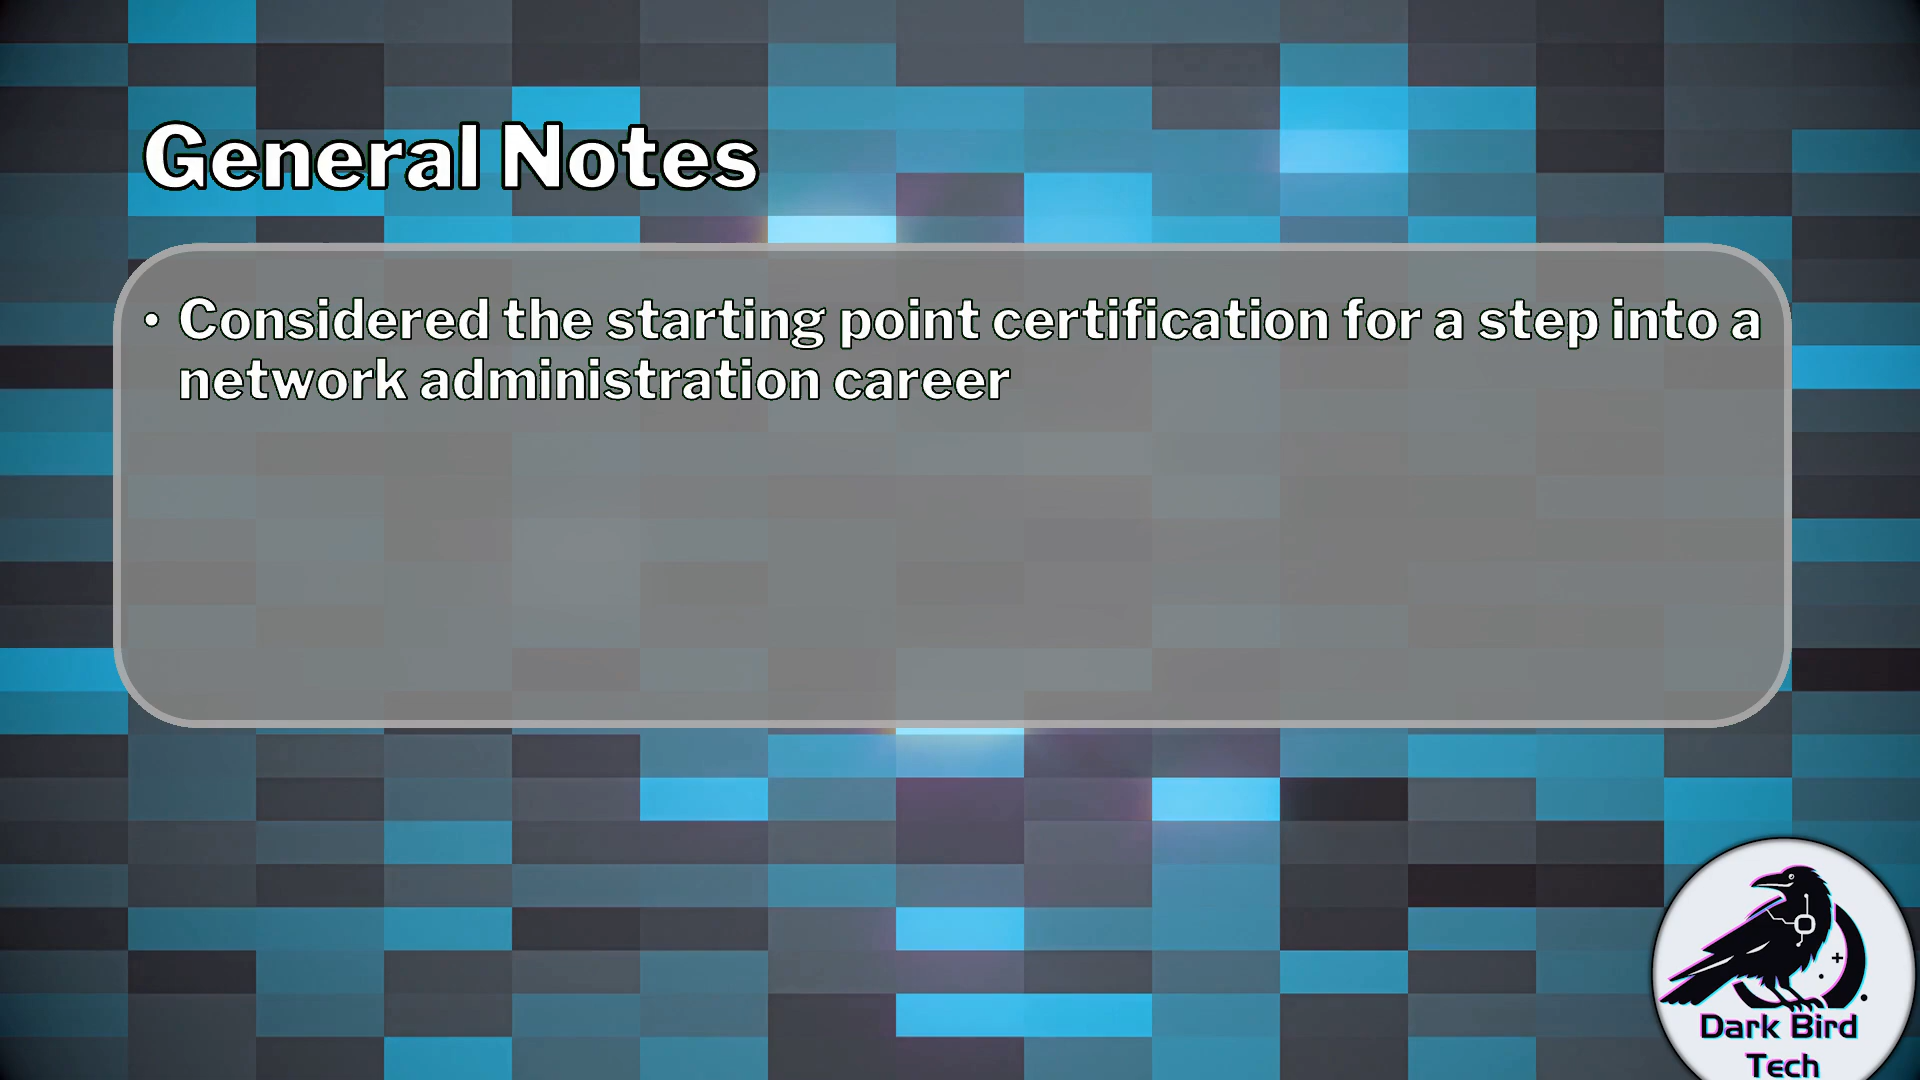 General Notes
• Considered the starting point certification for a step into a
network administration career
Dark Bird
Tech